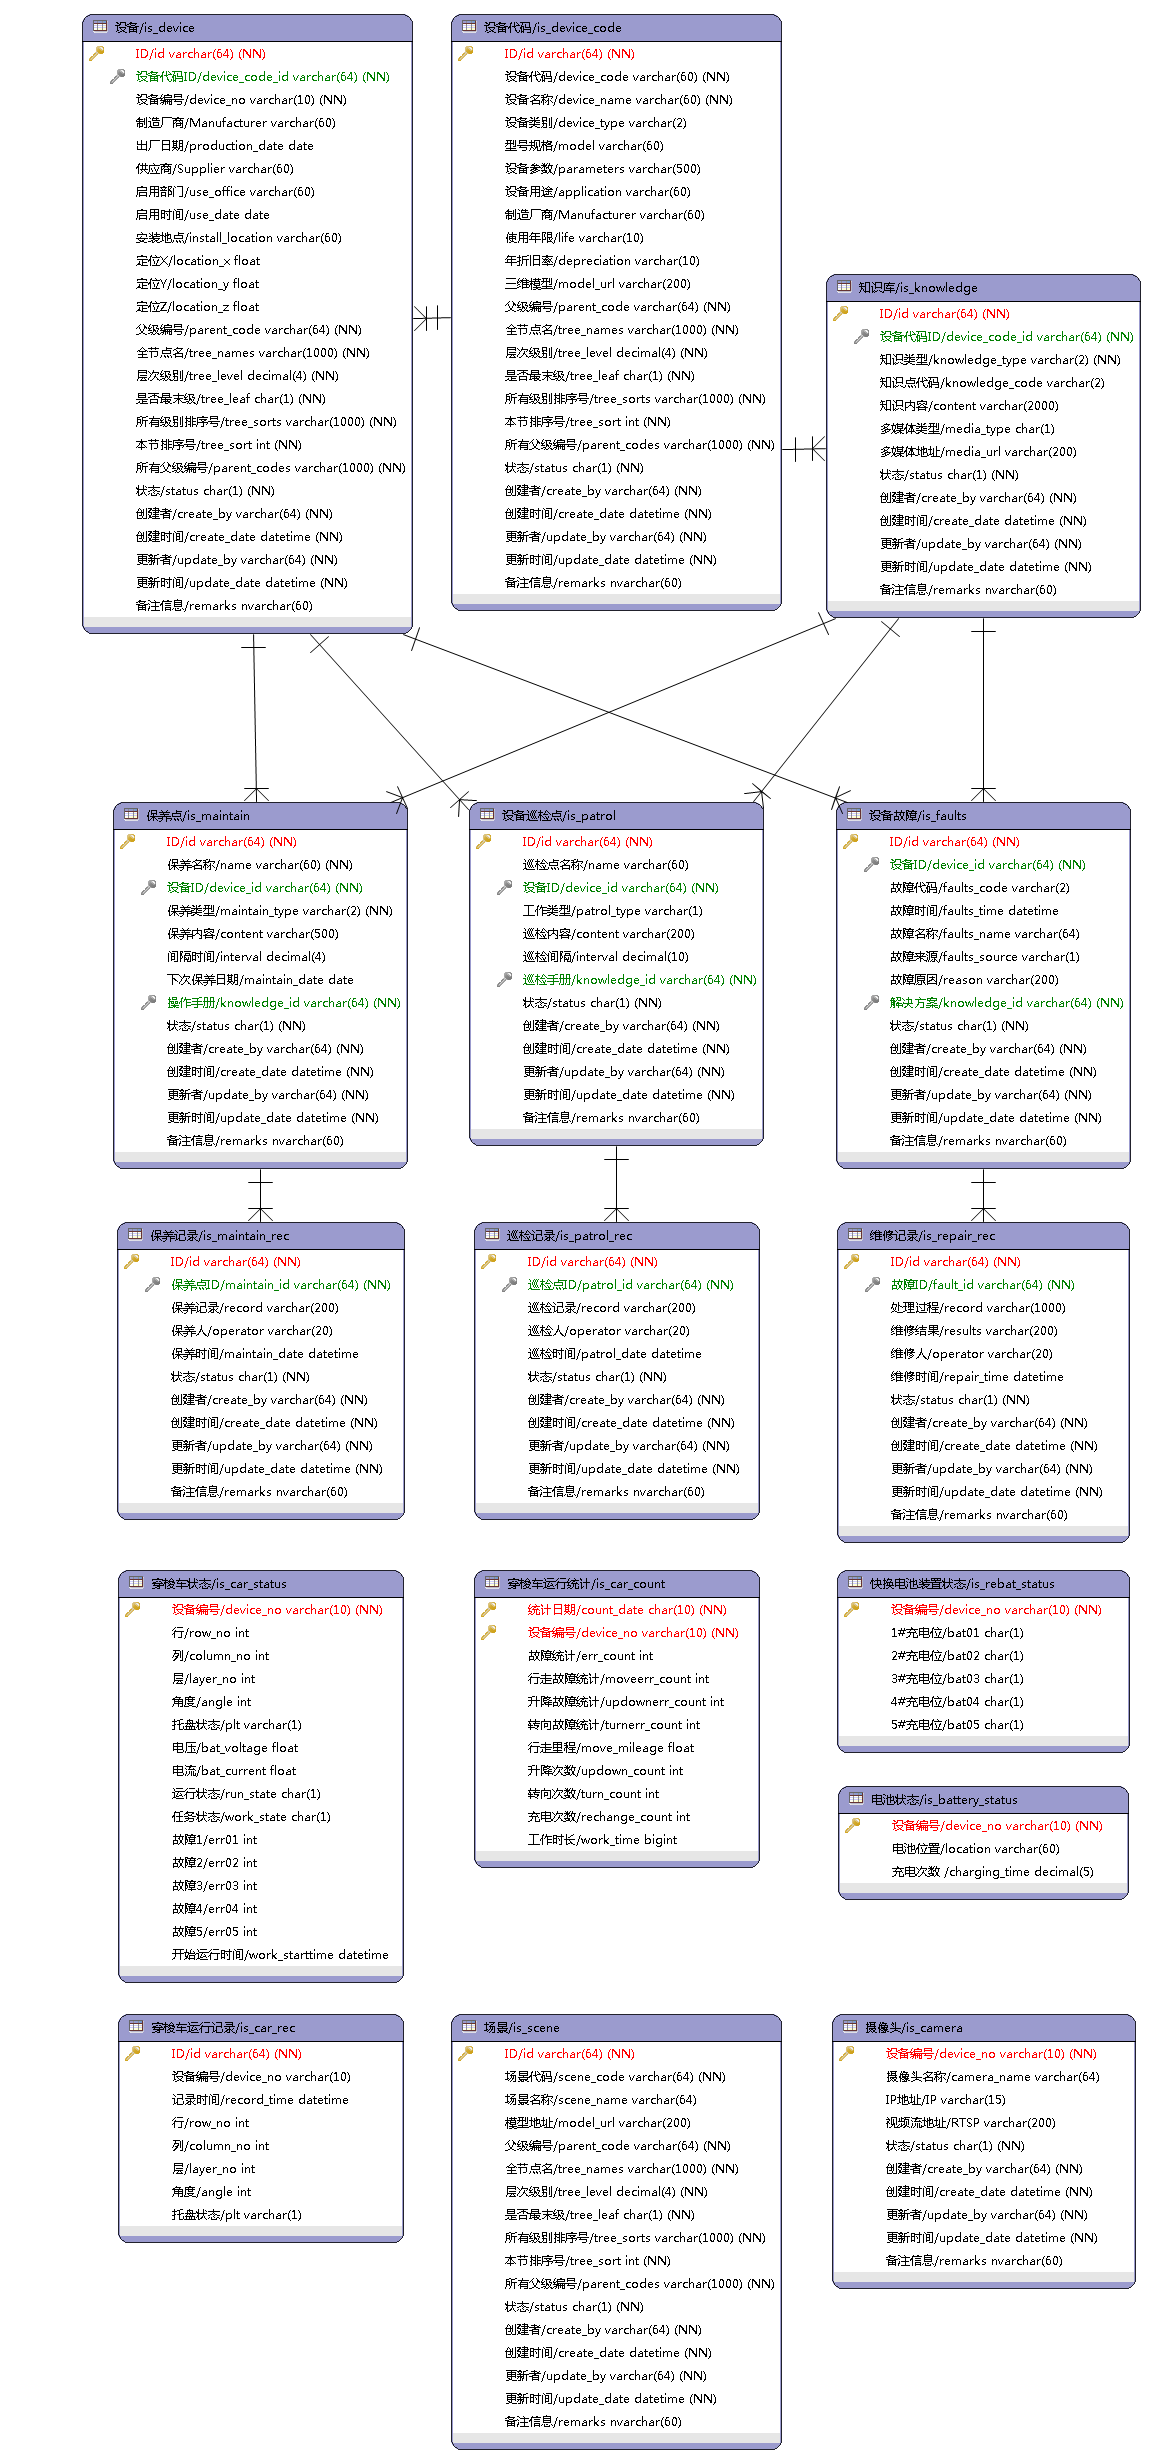 设备/is_device
ID/id varchar(64) (NN)
设备代码ID/device_code_id varchar(64) (NN)
设备编号/device_no varchar(10) (NN)
制造厂商/Manufacturer varchar(60)
出厂日期/production_date date
供应商/Supplier varchar(60)
启用部门/use_office varchar(60)
启用时间/use_date date
安装地点/install_location varchar(60)
定位X/location_x float
定位Y/location_y float
定位Z/location_z float
父级编号/parent_code varchar(64) (NN)
全节点名/tree_names varchar(1000) (NN)
层次级别/tree_level decimal(4) (NN)
是否最末级/tree_leaf char(1) (NN)
所有级别排序号/tree_sorts varchar(1000) (NN)
本节排序号/tree_sort int (NN)
所有父级编号/parent_codes varchar(1000) (NN)
状态/status char(1) (NN)
创建者/create_by varchar(64) (NN)
创建时间/create_date datetime (NN)
更新者/update_by varchar(64) (NN)
更新时间/update_date datetime (NN)
备注信息/remarks nvarchar(60)
设备代码/is_device_code
ID/id varchar(64) (NN)
设备代码/device_code varchar(60) (NN)
设备名称/device_name varchar(60) (NN)
设备类别/device_type varchar(2)
型号规格/model varchar(60)
设备参数/parameters varchar(500)
设备用途/application varchar(60)
制造厂商/Manufacturer varchar(60)
使用年限/life varchar(10)
年折旧率/depreciation varchar(10)
三维模型/model_url varchar(200)
父级编号/parent_code varchar(64) (NN)
全节点名/tree_names varchar(1000) (NN)
层次级别/tree_level decimal(4) (NN)
是否最末级/tree_leaf char(1) (NN)
所有级别排序号/tree_sorts varchar(1000) (NN)
本节排序号/tree_sort int (NN)
所有父级编号/parent_codes varchar(1000) (NN)
状态/status char(1) (NN)
创建者/create_by varchar(64) (NN)
创建时间/create_date datetime (NN)
更新者/update_by varchar(64) (NN)
更新时间/update_date datetime (NN)
备注信息/remarks nvarchar(60)
知识库/is_knowledge
ID/id varchar(64) (NN)
设备代码ID/device_code_id varchar(64) (NN)
知识类型/knowledge_type varchar(2) (NN)
知识点代码/knowledge_code varchar(2)
知识内容/content varchar(2000)
多媒体类型/media_type char(1)
多媒体地址/media_url varchar(200)
状态/status char(1) (NN)
创建者/create_by varchar(64) (NN)
创建时间/create_date datetime (NN)
更新者/update_by varchar(64) (NN)
更新时间/update_date datetime (NN)
备注信息/remarks nvarchar(60)
保养点/is_maintain
ID/id varchar(64) (NN)
保养名称/name varchar(60) (NN)
设备ID/device_id varchar(64) (NN)
保养类型/maintain_type varchar(2) (NN)
保养内容/content varchar(500)
间隔时间/interval decimal(4)
下次保养日期/maintain_date date
操作手册/knowledge_id varchar(64) (NN)
状态/status char(1) (NN)
创建者/create_by varchar(64) (NN)
创建时间/create_date datetime (NN)
更新者/update_by varchar(64) (NN)
更新时间/update_date datetime (NN)
备注信息/remarks nvarchar(60)
设备巡检点/is_patrol
ID/id varchar(64) (NN)
巡检点名称/name varchar(60)
设备ID/device_id varchar(64) (NN)
工作类型/patrol_type varchar(1)
巡检内容/content varchar(200)
巡检间隔/interval decimal(10)
巡检手册/knowledge_id varchar(64) (NN)
状态/status char(1) (NN)
创建者/create_by varchar(64) (NN)
创建时间/create_date datetime (NN)
更新者/update_by varchar(64) (NN)
更新时间/update_date datetime (NN)
备注信息/remarks nvarchar(60)
设备故障/is_faults
ID/id varchar(64) (NN)
设备ID/device_id varchar(64) (NN)
故障代码/faults_code varchar(2)
故障时间/faults_time datetime
故障名称/faults_name varchar(64)
故障来源/faults_source varchar(1)
故障原因/reason varchar(200)
解决方案/knowledge_id varchar(64) (NN)
状态/status char(1) (NN)
创建者/create_by varchar(64) (NN)
创建时间/create_date datetime (NN)
更新者/update_by varchar(64) (NN)
更新时间/update_date datetime (NN)
备注信息/remarks nvarchar(60)
保养记录/is_maintain_rec
ID/id varchar(64) (NN)
保养点ID/maintain_id varchar(64) (NN)
保养记录/record varchar(200)
保养人/operator varchar(20)
保养时间/maintain_date datetime
状态/status char(1) (NN)
创建者/create_by varchar(64) (NN)
创建时间/create_date datetime (NN)
更新者/update_by varchar(64) (NN)
更新时间/update_date datetime (NN)
备注信息/remarks nvarchar(60)
巡检记录/is_patrol_rec
ID/id varchar(64) (NN)
巡检点ID/patrol_id varchar(64) (NN)
巡检记录/record varchar(200)
巡检人/operator varchar(20)
巡检时间/patrol_date datetime
状态/status char(1) (NN)
创建者/create_by varchar(64) (NN)
创建时间/create_date datetime (NN)
更新者/update_by varchar(64) (NN)
更新时间/update_date datetime (NN)
备注信息/remarks nvarchar(60)
维修记录/is_repair_rec
ID/id varchar(64) (NN)
故障ID/fault_id varchar(64) (NN)
处理过程/record varchar(1000)
维修结果/results varchar(200)
维修人/operator varchar(20)
维修时间/repair_time datetime
状态/status char(1) (NN)
创建者/create_by varchar(64) (NN)
创建时间/create_date datetime (NN)
更新者/update_by varchar(64) (NN)
更新时间/update_date datetime (NN)
备注信息/remarks nvarchar(60)
穿梭车状态/is_car_status
设备编号/device_no varchar(10) (NN)
行/row_no int
列/column_no int
层/layer_no int
角度/angle int
托盘状态/plt varchar(1)
电压/bat_voltage float
电流/bat_current float
运行状态/run_state char(1)
任务状态/work_state char(1)
故障1/err01 int
故障2/err02 int
故障3/err03 int
故障4/err04 int
故障5/err05 int
开始运行时间/work_starttime datetime
穿梭车运行统计/is_car_count
统计日期/count_date char(10) (NN)
设备编号/device_no varchar(10) (NN)
故障统计/err_count int
行走故障统计/moveerr_count int
升降故障统计/updownerr_count int
转向故障统计/turnerr_count int
行走里程/move_mileage float
升降次数/updown_count int
转向次数/turn_count int
充电次数/rechange_count int
工作时长/work_time bigint
快换电池装置状态/is_rebat_status
设备编号/device_no varchar(10) (NN)
1#充电位/bat01 char(1)
2#充电位/bat02 char(1)
3#充电位/bat03 char(1)
4#充电位/bat04 char(1)
5#充电位/bat05 char(1)
电池状态/is_battery_status
设备编号/device_no varchar(10) (NN)
电池位置/location varchar(60)
充电次数 /charging_time decimal(5)
穿梭车运行记录/is_car_rec
ID/id varchar(64) (NN)
设备编号/device_no varchar(10)
记录时间/record_time datetime
行/row_no int
列/column_no int
层/layer_no int
角度/angle int
托盘状态/plt varchar(1)
场景/is_scene
ID/id varchar(64) (NN)
场景代码/scene_code varchar(64) (NN)
场景名称/scene_name varchar(64)
模型地址/model_url varchar(200)
父级编号/parent_code varchar(64) (NN)
全节点名/tree_names varchar(1000) (NN)
层次级别/tree_level decimal(4) (NN)
是否最末级/tree_leaf char(1) (NN)
所有级别排序号/tree_sorts varchar(1000) (NN)
本节排序号/tree_sort int (NN)
所有父级编号/parent_codes varchar(1000) (NN)
状态/status char(1) (NN)
创建者/create_by varchar(64) (NN)
创建时间/create_date datetime (NN)
更新者/update_by varchar(64) (NN)
更新时间/update_date datetime (NN)
备注信息/remarks nvarchar(60)
摄像头/is_camera
设备编号/device_no varchar(10) (NN)
摄像头名称/camera_name varchar(64)
IP地址/IP varchar(15)
视频流地址/RTSP varchar(200)
状态/status char(1) (NN)
创建者/create_by varchar(64) (NN)
创建时间/create_date datetime (NN)
更新者/update_by varchar(64) (NN)
更新时间/update_date datetime (NN)
备注信息/remarks nvarchar(60)